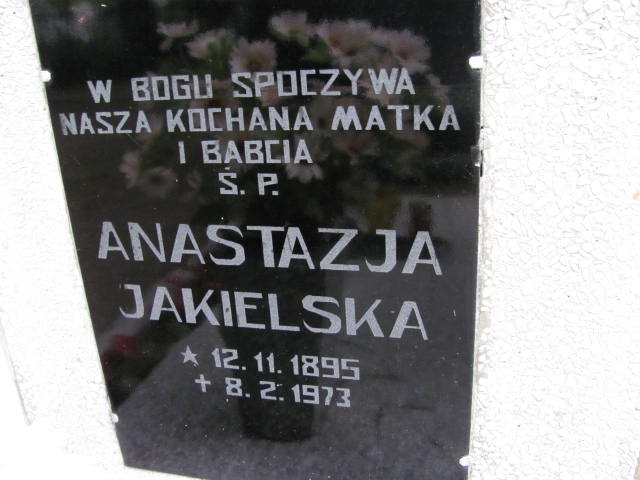 W BOGU SPOCZYWA
NASZA KOCHANA MATKA
I BABCIA
Ś. P.
ANASTAZJA
JAKIELSKA
★ 12. 11. 1895
✝ 8. 2. 1973